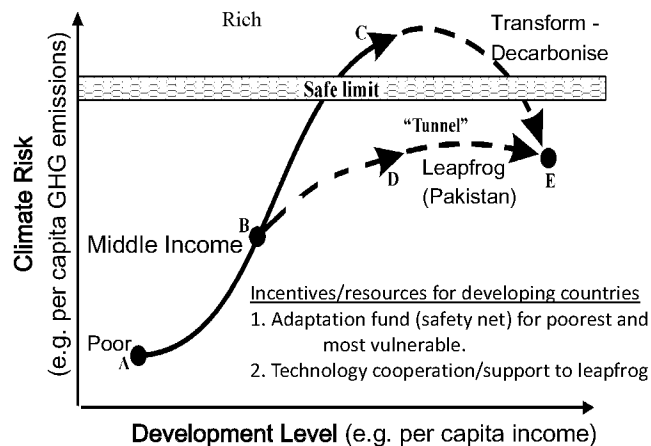 Rich
C
Transform -
Decarbonise
Safe limit
"Tunnel"
D
Leapfrog
(Pakistan)
E
B
Middle Income
Poor
A
Incentives/resources for developing countries
1. Adaptation fund (safety net) for poorest and
most vulnerable.
2. Technology cooperation/support to leapfrog
Climate Risk
(e.g. per capita GHG emissions)
Development Level (e.g. per capita income)